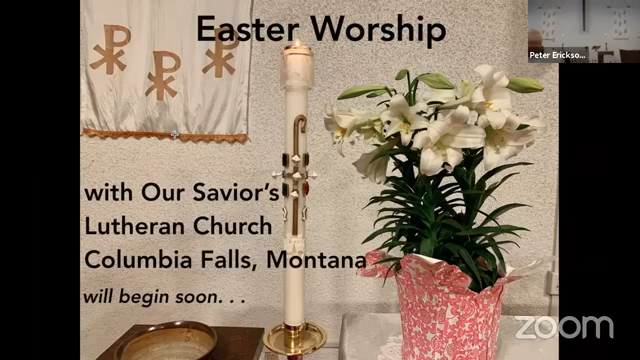 Easter Worship
Peter Erickso...
with Our Savior's
Lutheran Church
Columbia Falls, Montana
will begin soon. . .
zoom